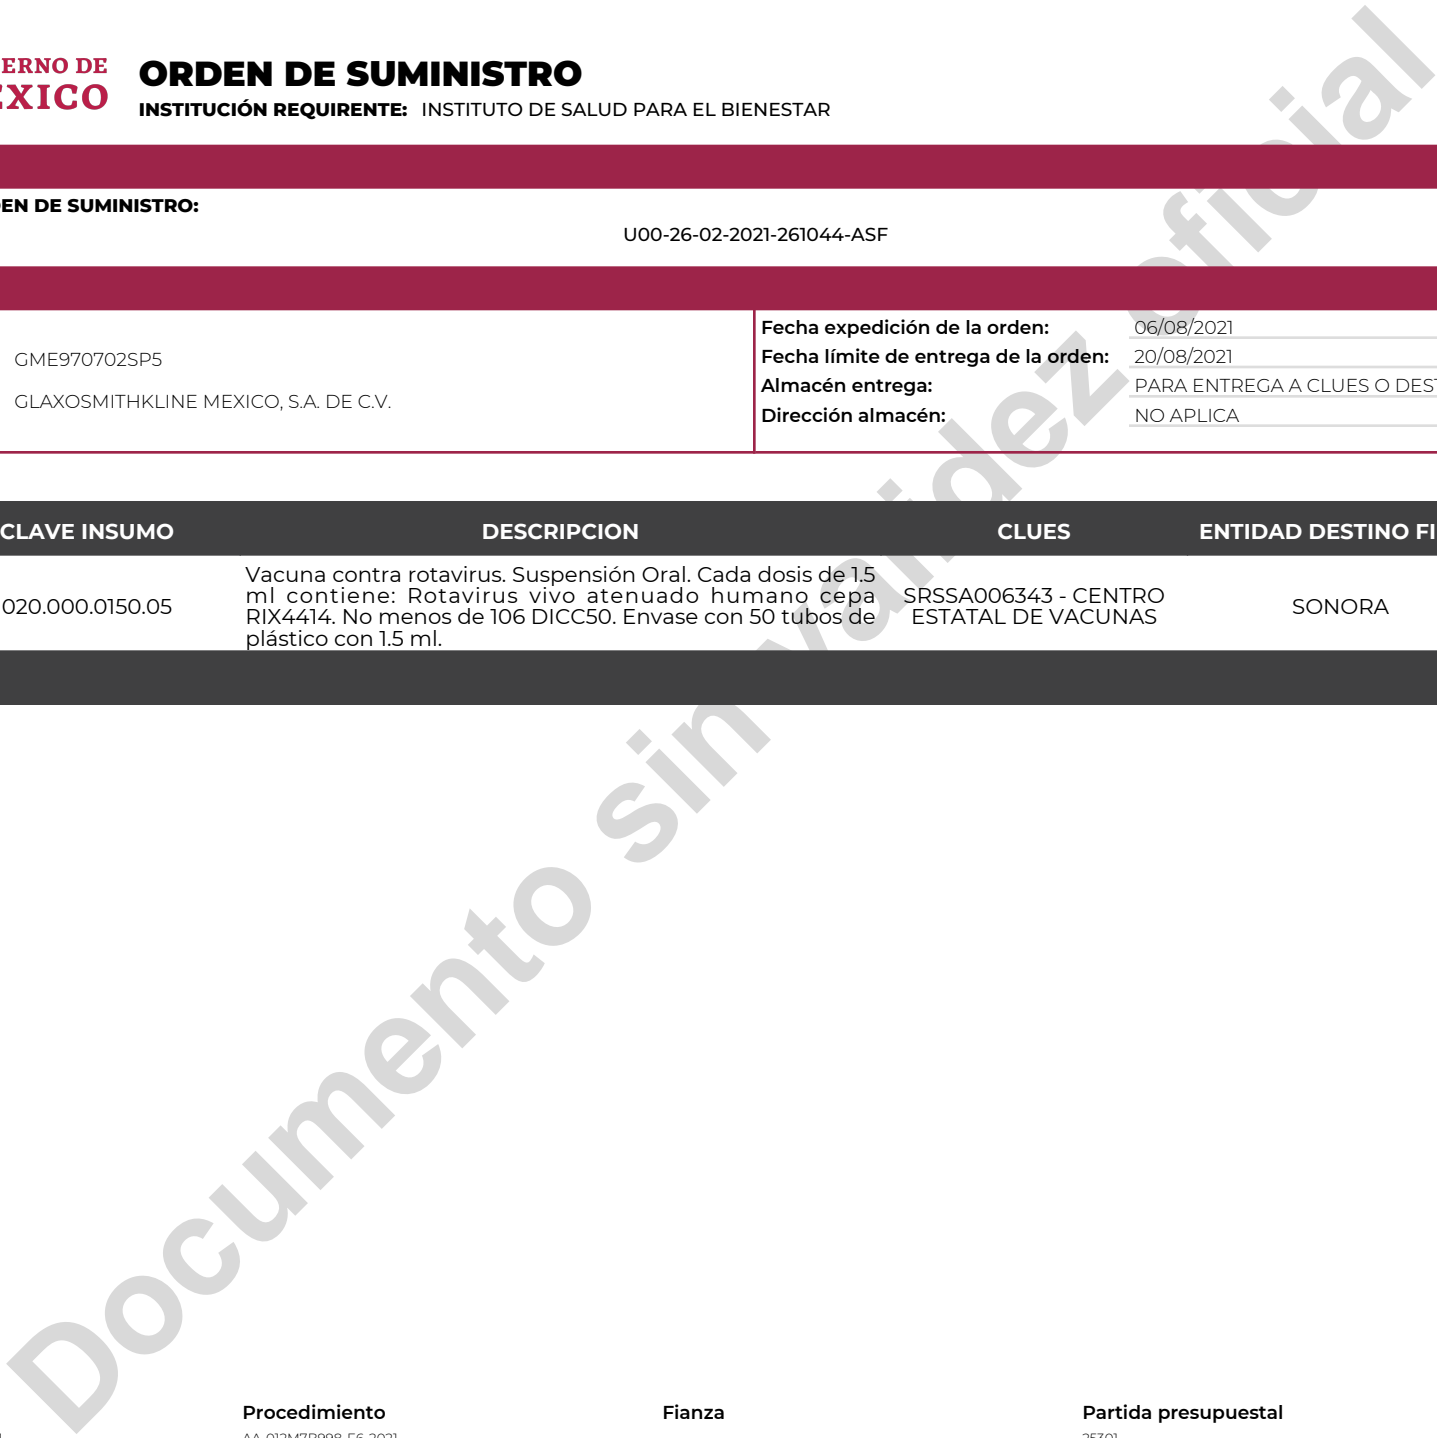 ERNO DE
EXICO
ORDEN DE SUMINISTRO
INSTITUCIÓN REQUIRENTE: INSTITUTO DE SALUD PARA EL BIENESTAR
EN DE SUMINISTRO:
U00-26-02-2021-261044-ASF
GME970702SP5
GLAXOSMITHKLINE MEXICO, S.A. DE C.V.
Fecha expedición de la orden: 06/08/2021
Fecha límite de entrega de la orden: 20/08/2021
Almacén entrega: PARA ENTREGA A CLUES O DEST
Dirección almacén: NO APLICA
CLAVE INSUMO DESCRIPCION CLUES ENTIDAD DESTINO FI
020.000.0150.05
Vacuna contra rotavirus. Suspensión Oral. Cada dosis de 1.5
ml contiene: Rotavirus vivo atenuado humano cepa
RIX4414. No menos de 106 DICC50. Envase con 50 tubos de
plástico con 1.5 ml.
SRSSA006343 - CENTRO
ESTATAL DE VACUNAS
SONORA
Documento sin validez oficial
Procedimiento Fianza Partida presupuestal